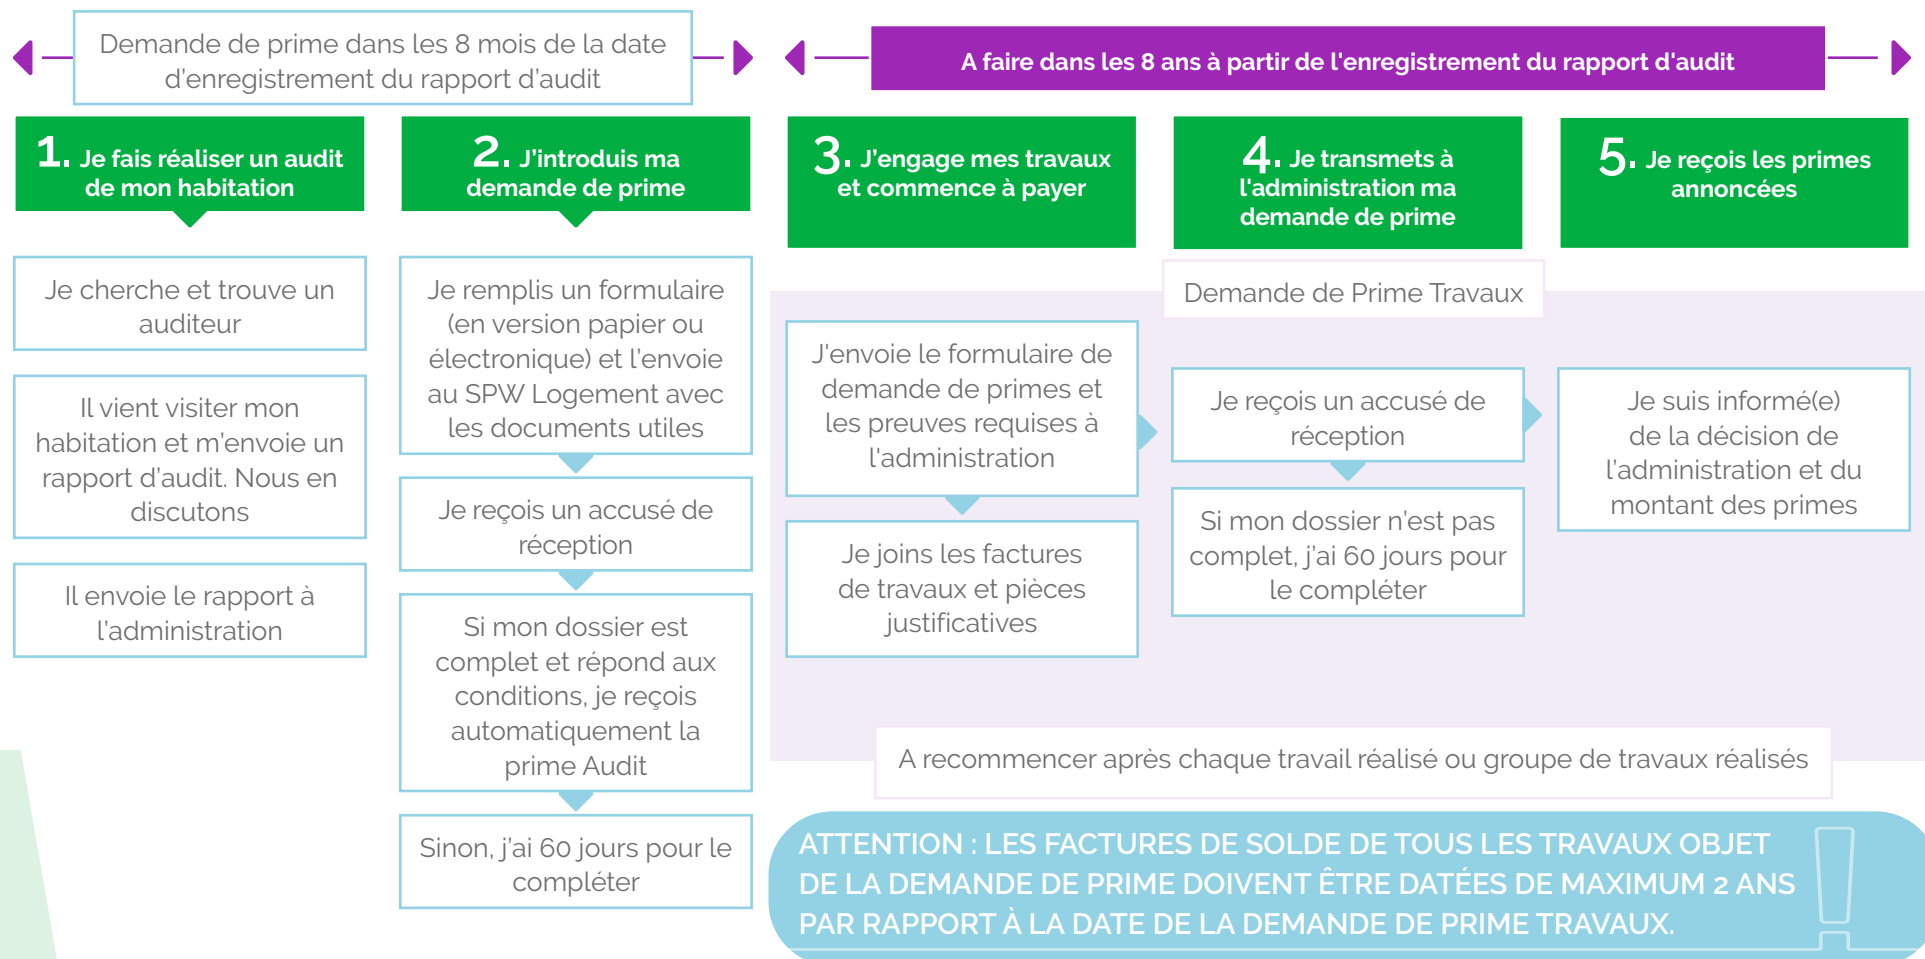 Demande de prime dans les 8 mois de la date
d'enregistrement du rapport d'audit
A faire dans les 8 ans à partir de l'enregistrement du rapport d'audit
1. Je fais réaliser un audit
de mon habitation
Je cherche et trouve un
auditeur
Il vient visiter mon
habitation et m'envoie un
rapport d'audit. Nous en
discutons
Il envoie le rapport à
l'administration
2. J'introduis ma
demande de prime
Je remplis un formulaire
(en version papier ou
électronique) et l'envoie
au SPW Logement avec
les documents utiles
Je reçois un accusé de
réception
Si mon dossier est
complet et répond aux
conditions, je reçois
automatiquement la
prime Audit
Sinon, j'ai 60 jours pour le
compléter
3. J'engage mes travaux
et commence à payer
4. Je transmets à
l'administration ma
demande de prime
5. Je reçois les primes
annoncées
Demande de Prime Travaux
J'envoie le formulaire de
demande de primes et
les preuves requises à
l'administration
Je joins les factures
de travaux et pièces
justificatives
Je reçois un accusé de
réception
Si mon dossier n'est pas
complet, j'ai 60 jours pour
le compléter
Je suis informé(e)
de la décision de
l'administration et du
montant des primes
A recommencer après chaque travail réalisé ou groupe de travaux réalisés
ATTENTION : LES FACTURES DE SOLDE DE TOUS LES TRAVAUX OBJET
DE LA DEMANDE DE PRIME DOIVENT ÊTRE DATÉES DE MAXIMUM 2 ANS
PAR RAPPORT À LA DATE DE LA DEMANDE DE PRIME TRAVAUX.